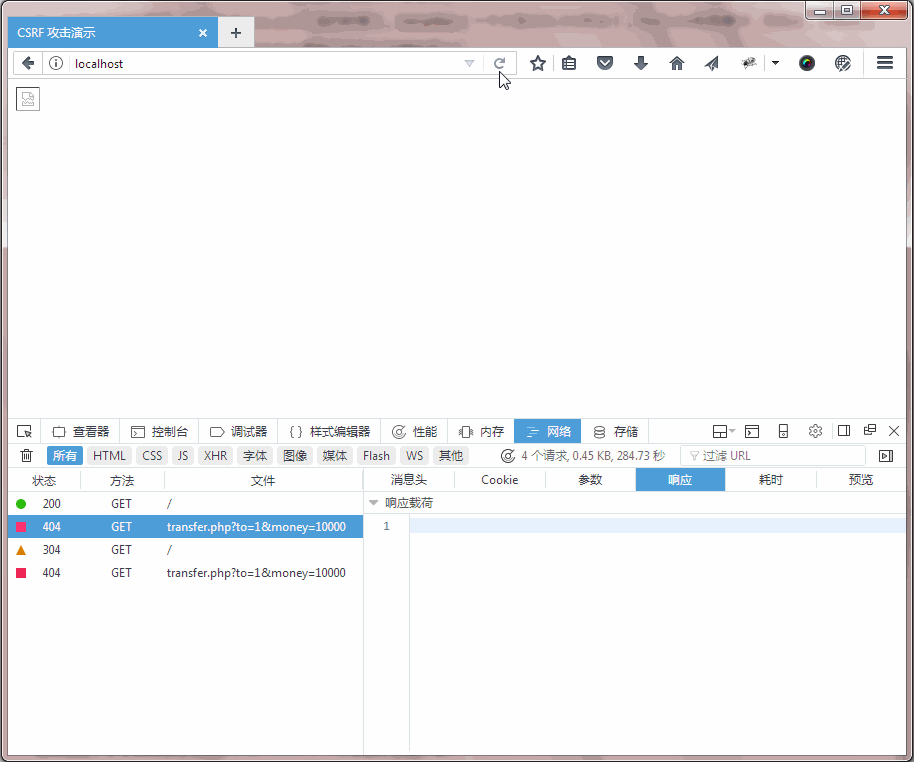 CSRF 攻击演示
localhost
查看器 控制台 调试器 {} 样式编辑器 性能 内存 网络 存储
所有 HTML CSS JS XHR 字体 图像 媒体 Flash WS 其他 4 个请求, 0.45 KB, 284.73 秒 过滤 URL
状态 方法 文件 消息头 Cookie 参数 响应 耗时 预览
200 GET /
404 GET transfer.php?to=1&money=10000
304 GET /
404 GET transfer.php?to=1&money=10000
响应载荷
1